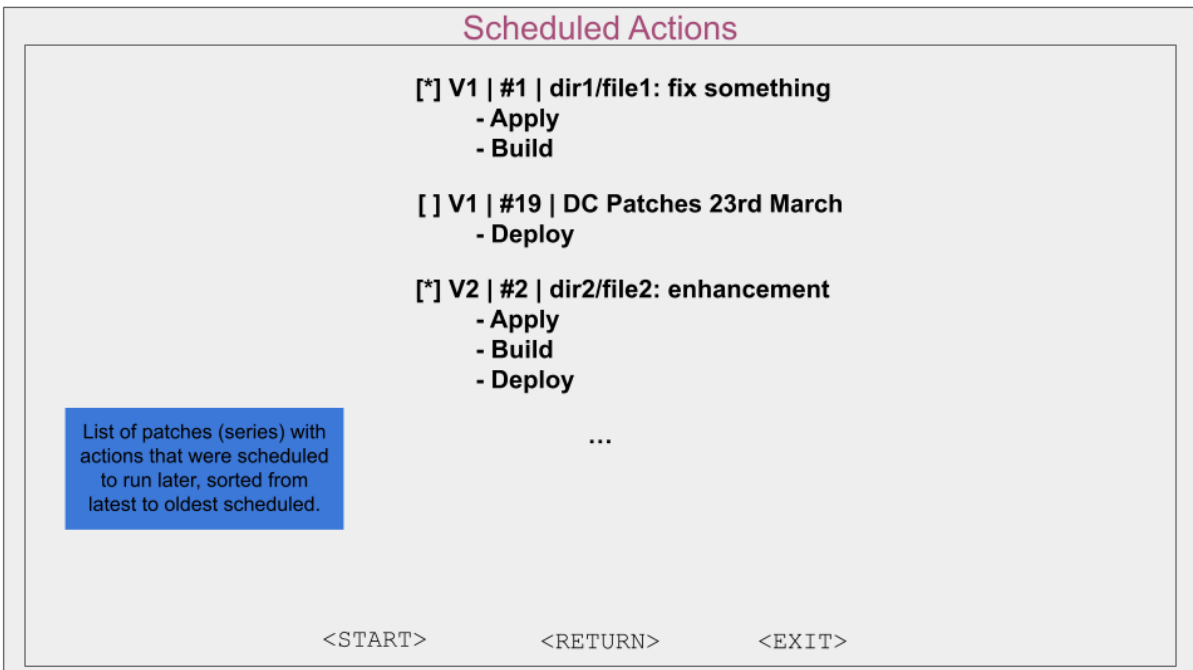 Scheduled Actions
[*] V1 | #1 | dir1/file1: fix something
- Apply
- Build
[ ] V1 | #19 | DC Patches 23rd March
- Deploy
[*] V2 | #2 | dir2/file2: enhancement
- Apply
- Build
- Deploy
...
List of patches (series) with
actions that were scheduled
to run later, sorted from
latest to oldest scheduled.
<START> <RETURN> <EXIT>